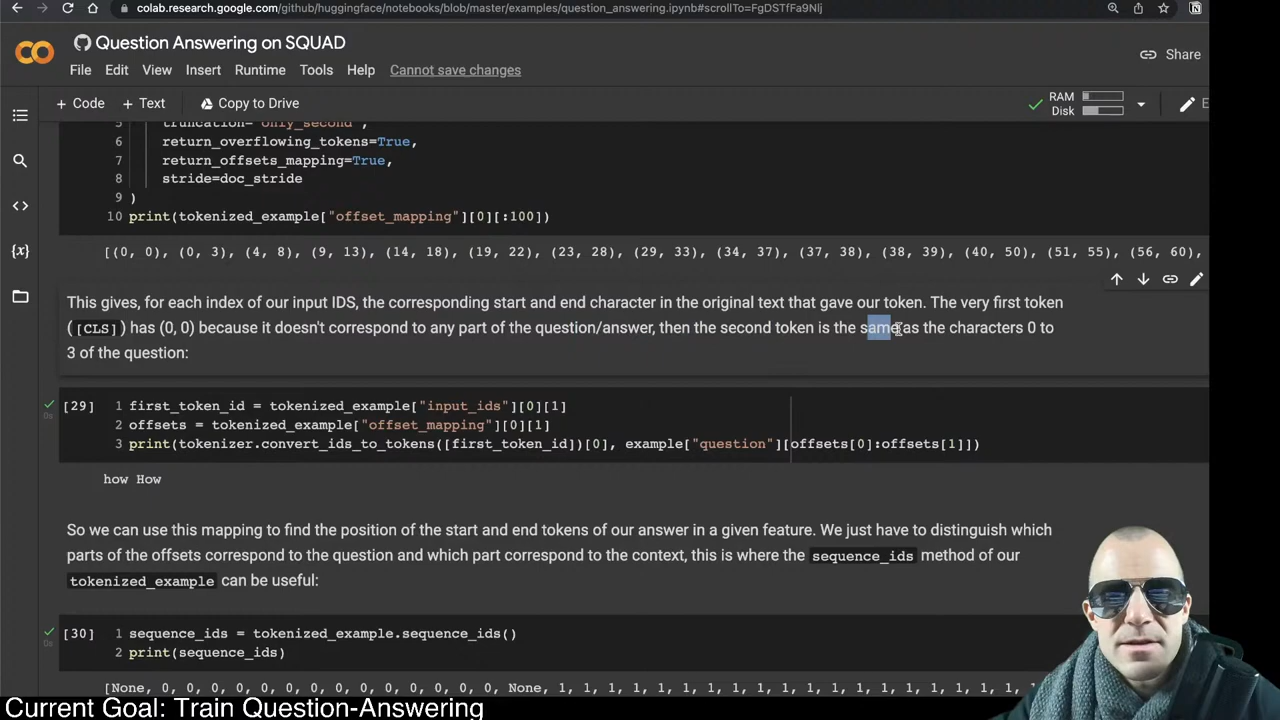 colab.research.google.com/github/huggingface/notebooks/blob/master/examples/question_answering.ipynb#scrollTo=FgDSTfFa9Nlj
Question Answering on SQUAD
File Edit View Insert Runtime Tools Help Cannot save changes
Share
+ Code + Text Copy to Drive
RAM
Disk
5 truncation="only_second",
6 return_overflowing_tokens=True,
7 return_offsets_mapping=True,
8 stride=doc_stride
9 )
10 print(tokenized_example["offset_mapping"][0][:100])
[(0, 0), (0, 3), (4, 8), (9, 13), (14, 18), (19, 22), (23, 28), (29, 33), (34, 37), (37, 38), (38, 39), (40, 50), (51, 55), (56, 60),
This gives, for each index of our input IDS, the corresponding start and end character in the original text that gave our token. The very first token
([CLS]) has (0, 0) because it doesn't correspond to any part of the question/answer, then the second token is the same as the characters 0 to
3 of the question:
[29] 1 first_token_id = tokenized_example["input_ids"][0][1]
0s 2 offsets = tokenized_example["offset_mapping"][0][1]
3 print(tokenizer.convert_ids_to_tokens([first_token_id])[0], example["question"][offsets[0]:offsets[1]])
how How
So we can use this mapping to find the position of the start and end tokens of our answer in a given feature. We just have to distinguish which
parts of the offsets correspond to the question and which part correspond to the context, this is where the sequence_ids method of our
tokenized_example can be useful:
[30] 1 sequence_ids = tokenized_example.sequence_ids()
0s 2 print(sequence_ids)
[None, 0, 0, 0, 0, 0, 0, 0, 0, 0, 0, 0, 0, 0, None, 1, 1, 1, 1, 1, 1, 1, 1, 1, 1, 1, 1, 1, 1, 1, 1, 1, 1, 1, 1, 1
Current Goal: Train Question-Answering